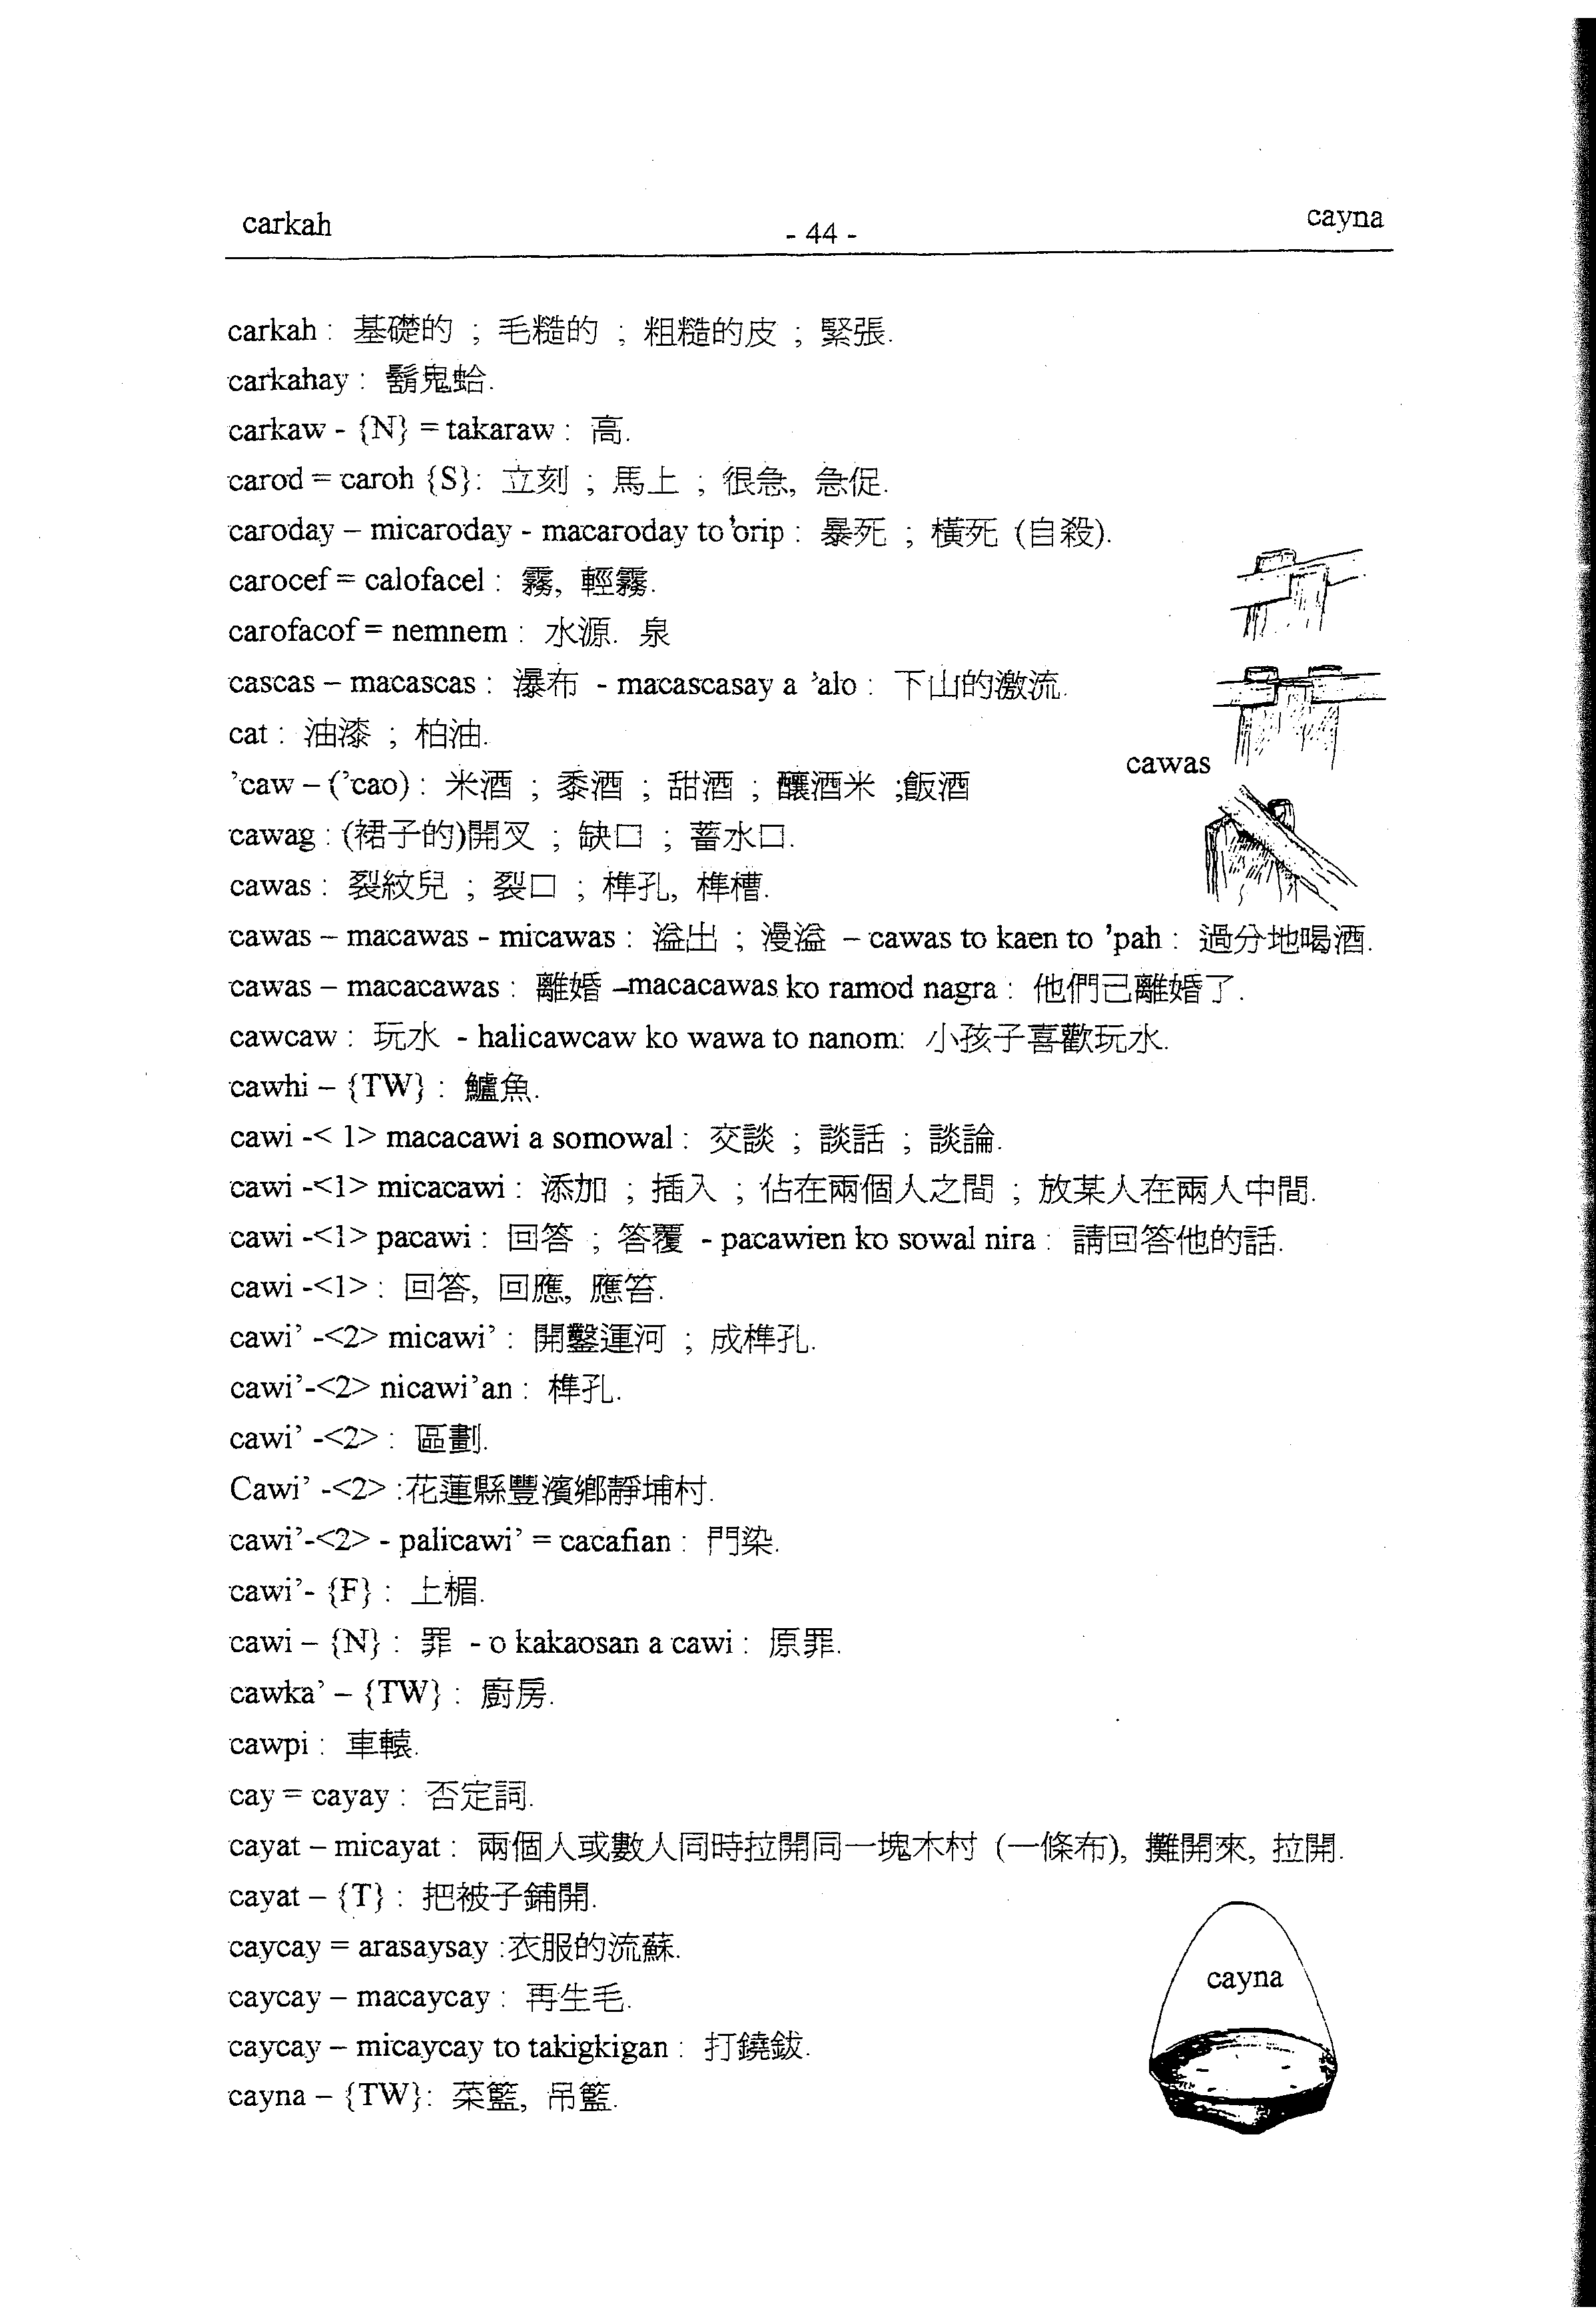 carkah
- 44 -
cayna
carkah : 基礎的 ; 毛糙的 ; 粗糙的皮 ; 緊張.
carkahay : 鬍鬼蛤.
carkaw - {N} = takaraw : 高.
carod = caroh {S}: 立刻 ; 馬上 ; 很急, 急促.
caroday – micaroday - macaroday to 'orip : 暴死 ; 橫死 (自殺).
carocef = calofacel : 霧, 輕霧.
carofacof = nemnem : 水源. 泉
cascas – macascas : 瀑布 - macascasay a ’alo : 下山的激流.
cat : 油漆 ; 柏油.
’caw – (’cao) : 米酒 ; 黍酒 ; 甜酒 ; 釀酒米 ;飯酒
cawas
cawag : (裙子的)開叉 ; 缺口 ; 蓄水口.
cawas : 裂紋兒 ; 裂口 ; 榫孔, 榫槽.
cawas – macawas - micawas : 溢出 ; 漫溢 – cawas to kaen to ’pah : 過分地喝酒.
cawas – macacawas : 離婚 –macacawas ko ramod nagra : 他們己離婚了.
cawcaw : 玩水 - halicawcaw ko wawa to nanom: 小孩子喜歡玩水.
cawhi – {TW} : 鱸魚.
cawi -< 1> macacawi a somowal : 交談 ; 談話 ; 談論.
cawi -<1> micacawi : 添加 ; 插入 ; 佔在兩個人之間 ; 放某人在兩人中間.
cawi -<1> pacawi : 回答 ; 答覆 - pacawien ko sowal nira : 請回答他的話.
cawi -<1> : 回答, 回應, 應答.
cawi’ -<2> micawi’ : 開鑿運河 ; 成榫孔.
cawi’-<2> nicawi’an : 榫孔.
cawi’ -<2> : 區劃.
Cawi’ -<2> :花蓮縣豐濱鄉靜埔村.
cawi’-<2> - palicawi’ = cacafian : 門染.
cawi’- {F} : 上楣.
cawi – {N} : 罪 - o kakaosan a cawi : 原罪.
cawka’ – {TW} : 廚房.
cawpi : 車轅.
cay = cayay : 否定詞.
cayat – micayat : 兩個人或數人同時拉開同一塊木村 (一條布), 攤開來, 拉開.
cayat – {T} : 把被子鋪開.
caycay = arasaysay :衣服的流蘇.
cayna
caycay – macaycay : 再生毛.
caycay – micaycay to takigkigan : 打鐃鈸.
cayna – {TW}: 菜籃, 吊籃.